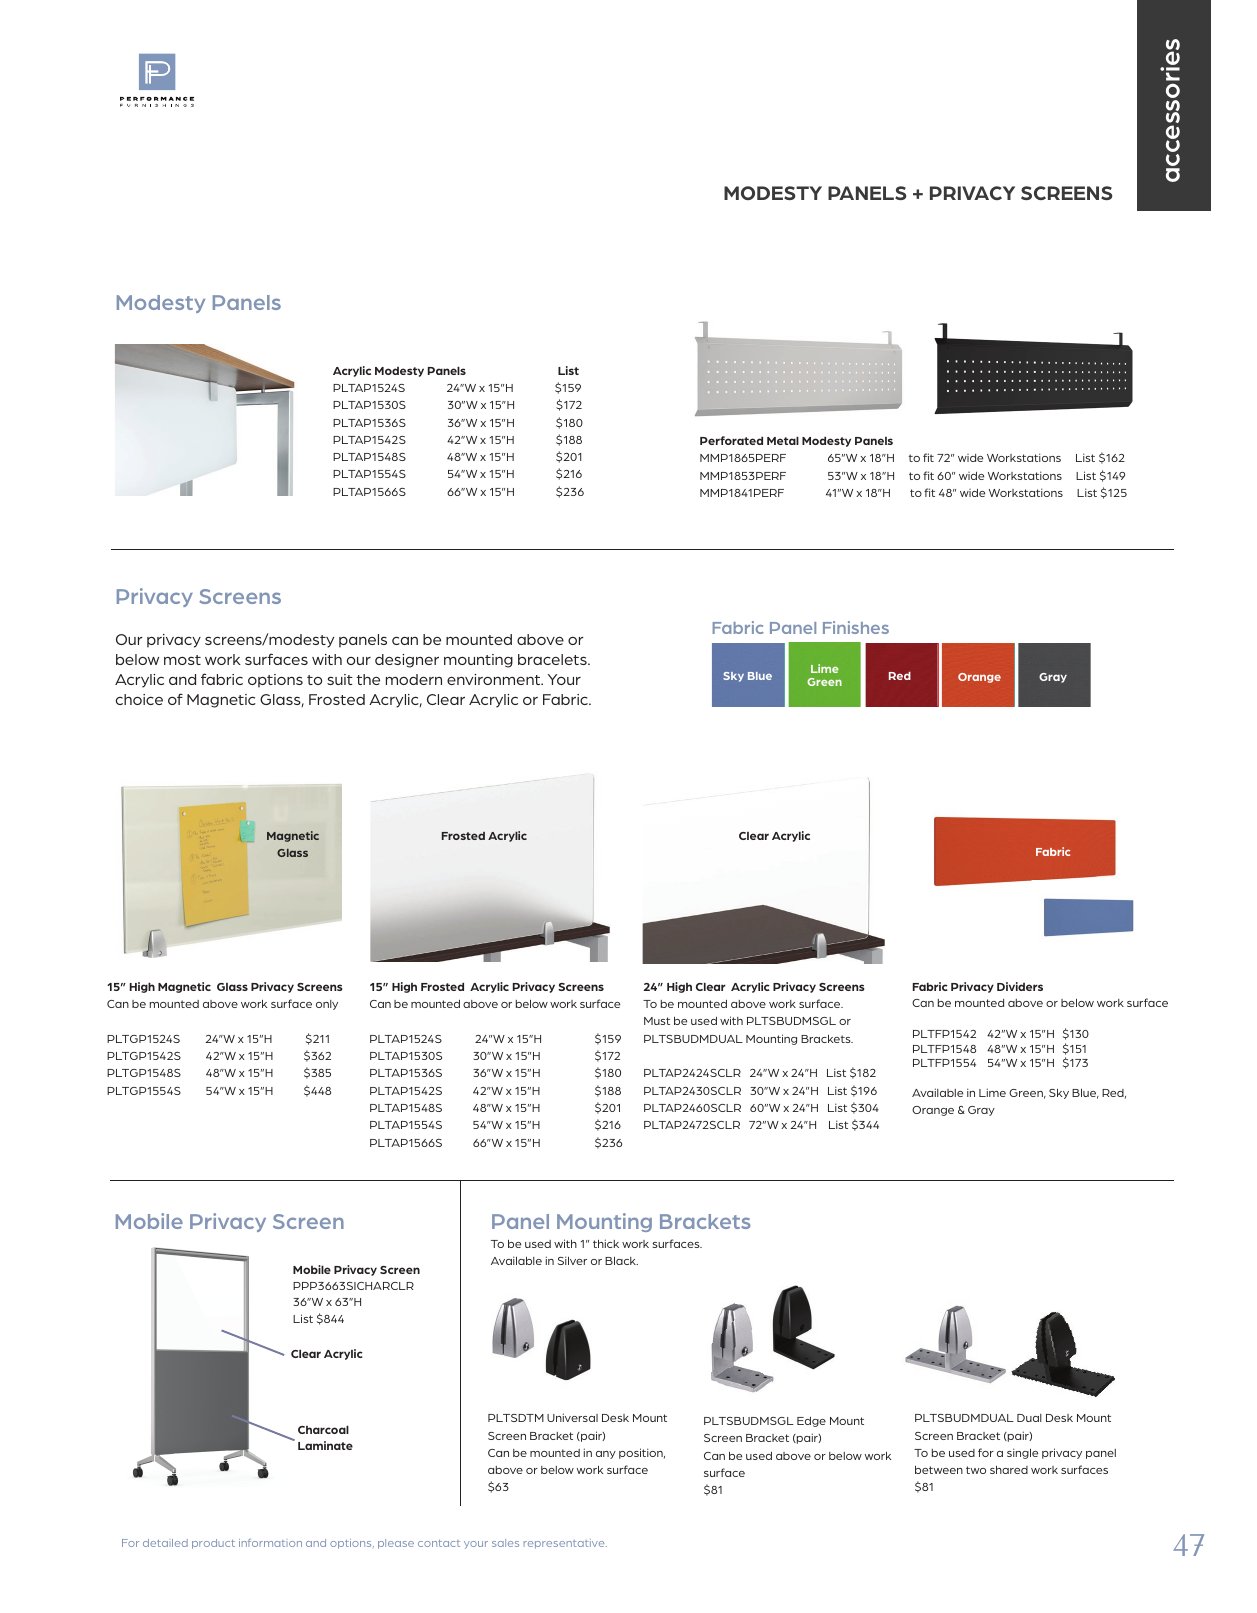 accessories
PERFORMANCE
FURNISHINGS
MODESTY PANELS + PRIVACY SCREENS
Modesty Panels
Acrylic Modesty Panels List
PLTAP1524S 24"W x 15"H $159
PLTAP1530S 30"W x 15"H $172
PLTAP1536S 36"W x 15"H $180
PLTAP1542S 42"W x 15"H $188
PLTAP1548S 48"W x 15"H $201
PLTAP1554S 54"W x 15"H $216
PLTAP1566S 66"W x 15"H $236
Perforated Metal Modesty Panels
MMP1865PERF 65"W x 18"H to fit 72" wide Workstations List $162
MMP1853PERF 53"W x 18"H to fit 60" wide Workstations List $149
MMP1841PERF 41"W x 18"H to fit 48" wide Workstations List $125
Privacy Screens
Our privacy screens/modesty panels can be mounted above or
below most work surfaces with our designer mounting bracelets.
Acrylic and fabric options to suit the modern environment. Your
choice of Magnetic Glass, Frosted Acrylic, Clear Acrylic or Fabric.
Fabric Panel Finishes
Sky Blue
Lime
Green
Red
Orange
Gray
Magnetic
Glass
Frosted Acrylic
Clear Acrylic
Fabric
15" High Magnetic Glass Privacy Screens
Can be mounted above work surface only
PLTGP1524S 24"W x 15"H $211
PLTGP1542S 42"W x 15"H $362
PLTGP1548S 48"W x 15"H $385
PLTGP1554S 54"W x 15"H $448
15" High Frosted Acrylic Privacy Screens
Can be mounted above or below work surface
PLTAP1524S 24"W x 15"H $159
PLTAP1530S 30"W x 15"H $172
PLTAP1536S 36"W x 15"H $180
PLTAP1542S 42"W x 15"H $188
PLTAP1548S 48"W x 15"H $201
PLTAP1554S 54"W x 15"H $216
PLTAP1566S 66"W x 15"H $236
24" High Clear Acrylic Privacy Screens
To be mounted above work surface.
Must be used with PLTSBUDMSGL or
PLTSBUDMDUAL Mounting Brackets.
PLTAP2424SCLR 24"W x 24"H List $182
PLTAP2430SCLR 30"W x 24"H List $196
PLTAP2460SCLR 60"W x 24"H List $304
PLTAP2472SCLR 72"W x 24"H List $344
Fabric Privacy Dividers
Can be mounted above or below work surface
PLTFP1542 42"W x 15"H $130
PLTFP1548 48"W x 15"H $151
PLTFP1554 54"W x 15"H $173
Available in Lime Green, Sky Blue, Red,
Orange & Gray
Mobile Privacy Screen
Mobile Privacy Screen
PPP3663SICHARCLR
36"W x 63"H
List $844
Clear Acrylic
Charcoal
Laminate
Panel Mounting Brackets
To be used with 1" thick work surfaces.
Available in Silver or Black.
PLTSDTM Universal Desk Mount
Screen Bracket (pair)
Can be mounted in any position,
above or below work surface
$63
PLTSBUDMSGL Edge Mount
Screen Bracket (pair)
Can be used above or below work
surface
$81
PLTSBUDMDUAL Dual Desk Mount
Screen Bracket (pair)
To be used for a single privacy panel
between two shared work surfaces
$81
For detailed product information and options, please contact your sales representative.
47